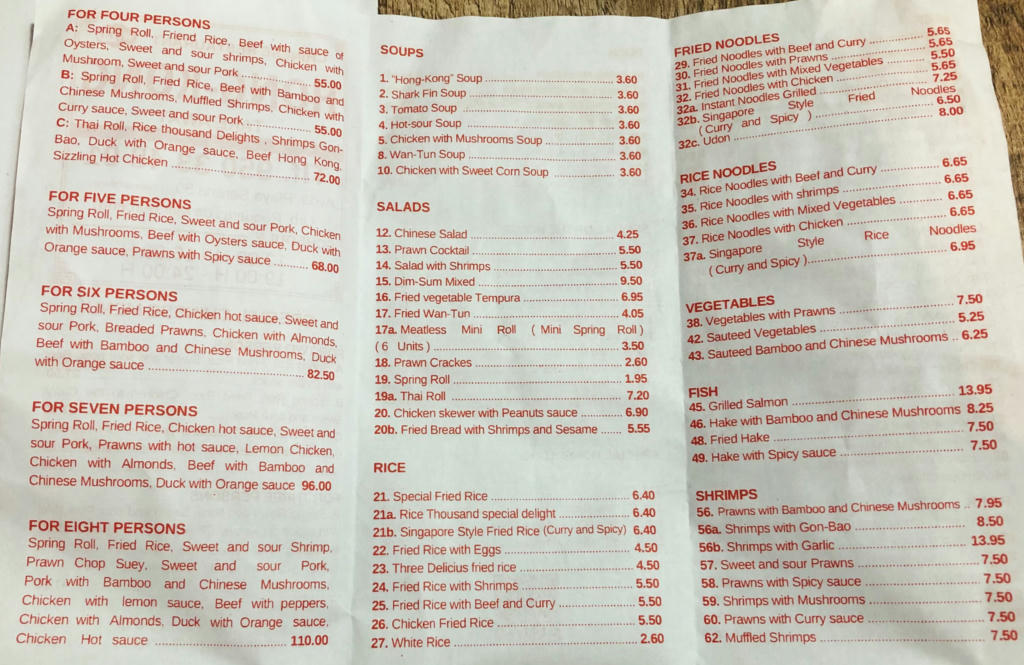 FOR FOUR PERSONS
A: Spring Roll, Friend Rice, Beef with sauce of
Oysters, Sweet and sour shrimps, Chicken with
Mushroom, Sweet and sour Pork ................... 55.00
B: Spring Roll, Fried Rice, Beef with Bamboo and
Chinese Mushrooms, Muffled Shrimps, Chicken with
Curry sauce, Sweet and sour Pork .................. 55.00
C: Thai Roll, Rice thousand Delights , Shrimps Gon-
Bao, Duck with Orange sauce, Beef Hong Kong,
Sizzling Hot Chicken ..................................... 72.00
FOR FIVE PERSONS
Spring Roll, Fried Rice, Sweet and sour Pork, Chicken
with Mushrooms, Beef with Oysters sauce, Duck with
Orange sauce, Prawns with Spicy sauce .......... 68.00
FOR SIX PERSONS
Spring Roll, Fried Rice, Chicken hot sauce, Sweet and
sour Pork, Breaded Prawns, Chicken with Almonds,
Beef with Bamboo and Chinese Mushrooms, Duck
with Orange sauce ........................................ 82.50
FOR SEVEN PERSONS
Spring Roll, Fried Rice, Chicken hot sauce, Sweet and
sour Pork, Prawns with hot sauce, Lemon Chicken,
Chicken with Almonds, Beef with Bamboo and
Chinese Mushrooms, Duck with Orange sauce 96.00
FOR EIGHT PERSONS
Spring Roll, Fried Rice, Sweet and sour Shrimp,
Prawn Chop Suey, Sweet and sour Pork,
Pork with Bamboo and Chinese Mushrooms,
Chicken with lemon sauce, Beef with peppers,
Chicken with Almonds, Duck with Orange sauce,
Chicken Hot sauce .................................. 110.00
SOUPS
1. "Hong-Kong" Soup ................................ 3.60
2. Shark Fin Soup ................................ 3.60
3. Tomato Soup ................................ 3.60
4. Hot-sour Soup ................................ 3.60
5. Chicken with Mushrooms Soup ................ 3.60
8. Wan-Tun Soup ................................ 3.60
10. Chicken with Sweet Corn Soup ............... 3.60
SALADS
12. Chinese Salad ................................ 4.25
13. Prawn Cocktail ................................ 5.50
14. Salad with Shrimps ............................ 5.50
15. Dim-Sum Mixed ................................ 9.50
16. Fried vegetable Tempura ..................... 6.95
17. Fried Wan-Tun ................................ 4.05
17a. Meatless Mini Roll ( Mini Spring Roll )
( 6 Units ) ........................................ 3.50
18. Prawn Crackes ................................ 2.60
19. Spring Roll ................................ 1.95
19a. Thai Roll ................................ 7.20
20. Chicken skewer with Peanuts sauce .......... 6.90
20b. Fried Bread with Shrimps and Sesame ...... 5.55
RICE
21. Special Fried Rice ............................ 6.40
21a. Rice Thousand special delight ............... 6.40
21b. Singapore Style Fried Rice (Curry and Spicy) 6.40
22. Fried Rice with Eggs .......................... 4.50
23. Three Delicius fried rice ..................... 4.50
24. Fried Rice with Shrimps ...................... 5.50
25. Fried Rice with Beef and Curry ............... 5.50
26. Chicken Fried Rice ............................ 5.50
27. White Rice ................................ 2.60
FRIED NOODLES
29. Fried Noodles with Beef and Curry ............ 5.65
30. Fried Noodles with Prawns .................... 5.65
31. Fried Noodles with Mixed Vegetables .......... 5.50
32. Fried Noodles with Chicken ................... 5.65
32a. Instant Noodles Grilled ..................... 7.25
32b. Singapore Style Fried Noodles
( Curry and Spicy ) ............................. 6.50
32c. Udon ........................................ 8.00
RICE NOODLES
34. Rice Noodles with Beef and Curry ............. 6.65
35. Rice Noodles with shrimps .................... 6.65
36. Rice Noodles with Mixed Vegetables ........... 6.65
37. Rice Noodles with Chicken .................... 6.65
37a. Singapore Style Rice Noodles
( Curry and Spicy )............................... 6.95
VEGETABLES
38. Vegetables with Prawns ....................... 7.50
42. Sauteed Vegetables ........................... 5.25
43. Sauteed Bamboo and Chinese Mushrooms .. 6.25
FISH
45. Grilled Salmon ............................... 13.95
46. Hake with Bamboo and Chinese Mushrooms 8.25
48. Fried Hake ................................... 7.50
49. Hake with Spicy sauce ........................ 7.50
SHRIMPS
56. Prawns with Bamboo and Chinese Mushrooms .. 7.95
56a. Shrimps with Gon-Bao ........................ 8.50
56b. Shrimps with Garlic ......................... 13.95
57. Sweet and sour Prawns ........................ 7.50
58. Prawns with Spicy sauce ...................... 7.50
59. Shrimps with Mushrooms ....................... 7.50
60. Prawns with Curry sauce ...................... 7.50
62. Muffled Shrimps .............................. 7.50